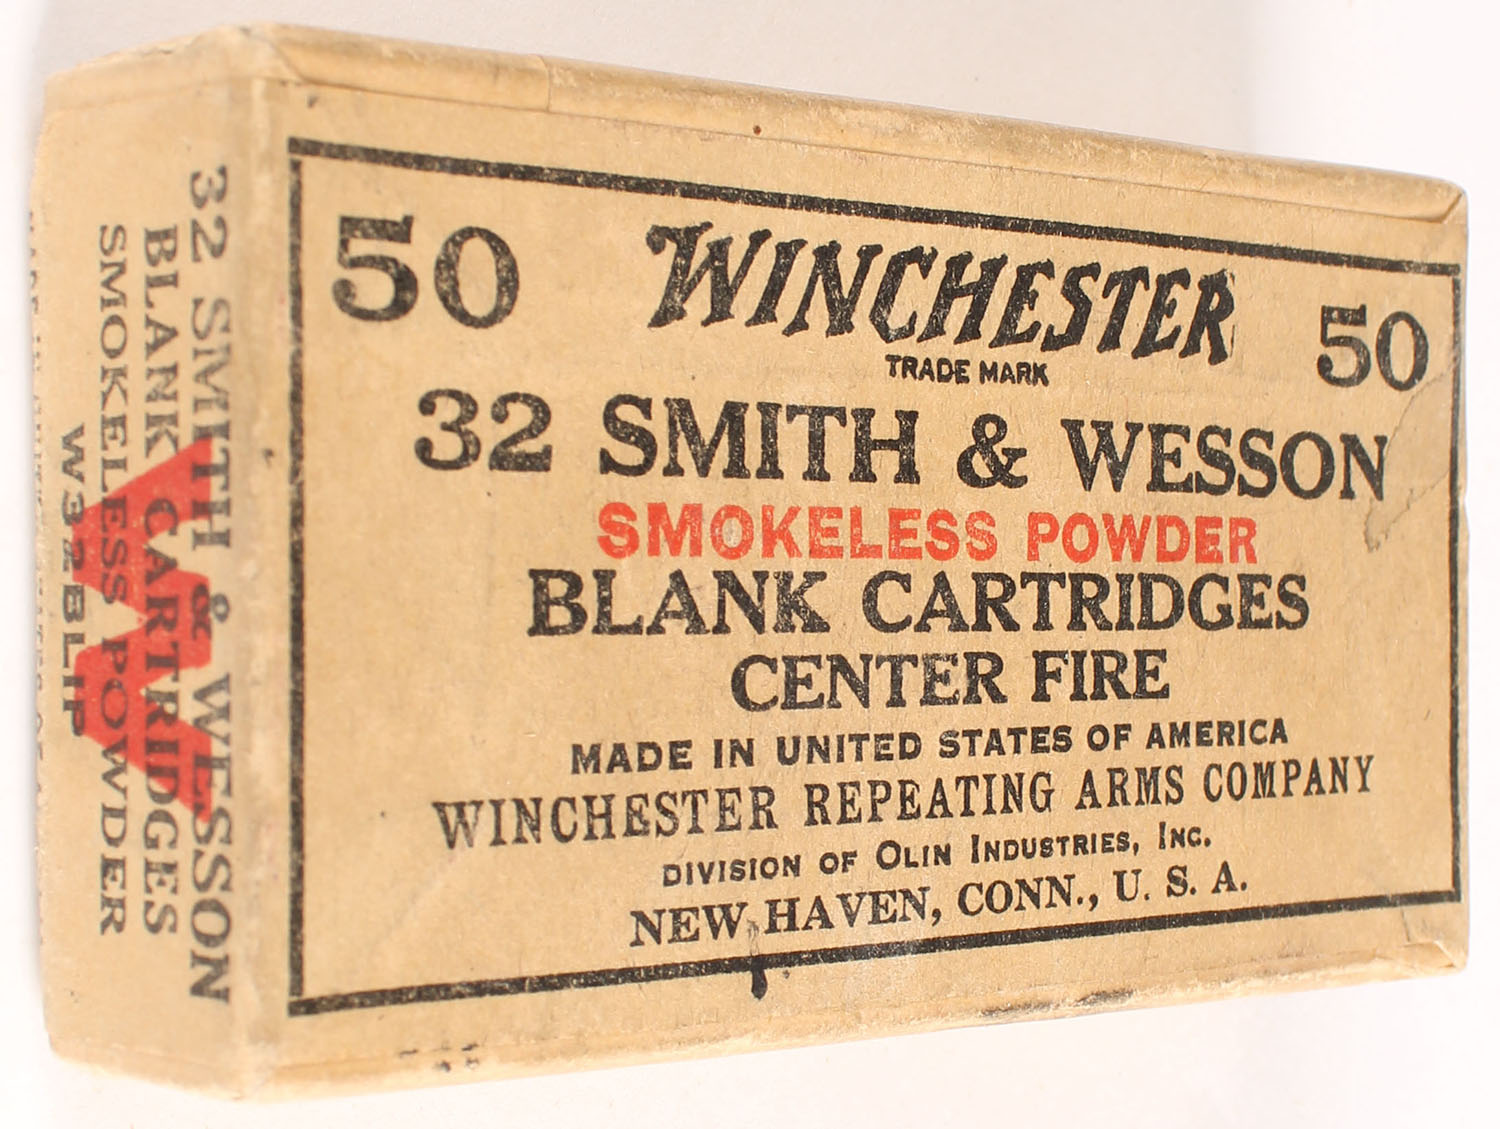 50 WINCHESTER 50
TRADE MARK
32 SMITH & WESSON
SMOKELESS POWDER
BLANK CARTRIDGES
CENTER FIRE
MADE IN UNITED STATES OF AMERICA
WINCHESTER REPEATING ARMS COMPANY
DIVISION OF OLIN INDUSTRIES, INC.
NEW HAVEN, CONN., U. S. A.
32 SMITH & WESSON
BLANK CARTRIDGES
SMOKELESS POWDER
W32BLIP
W